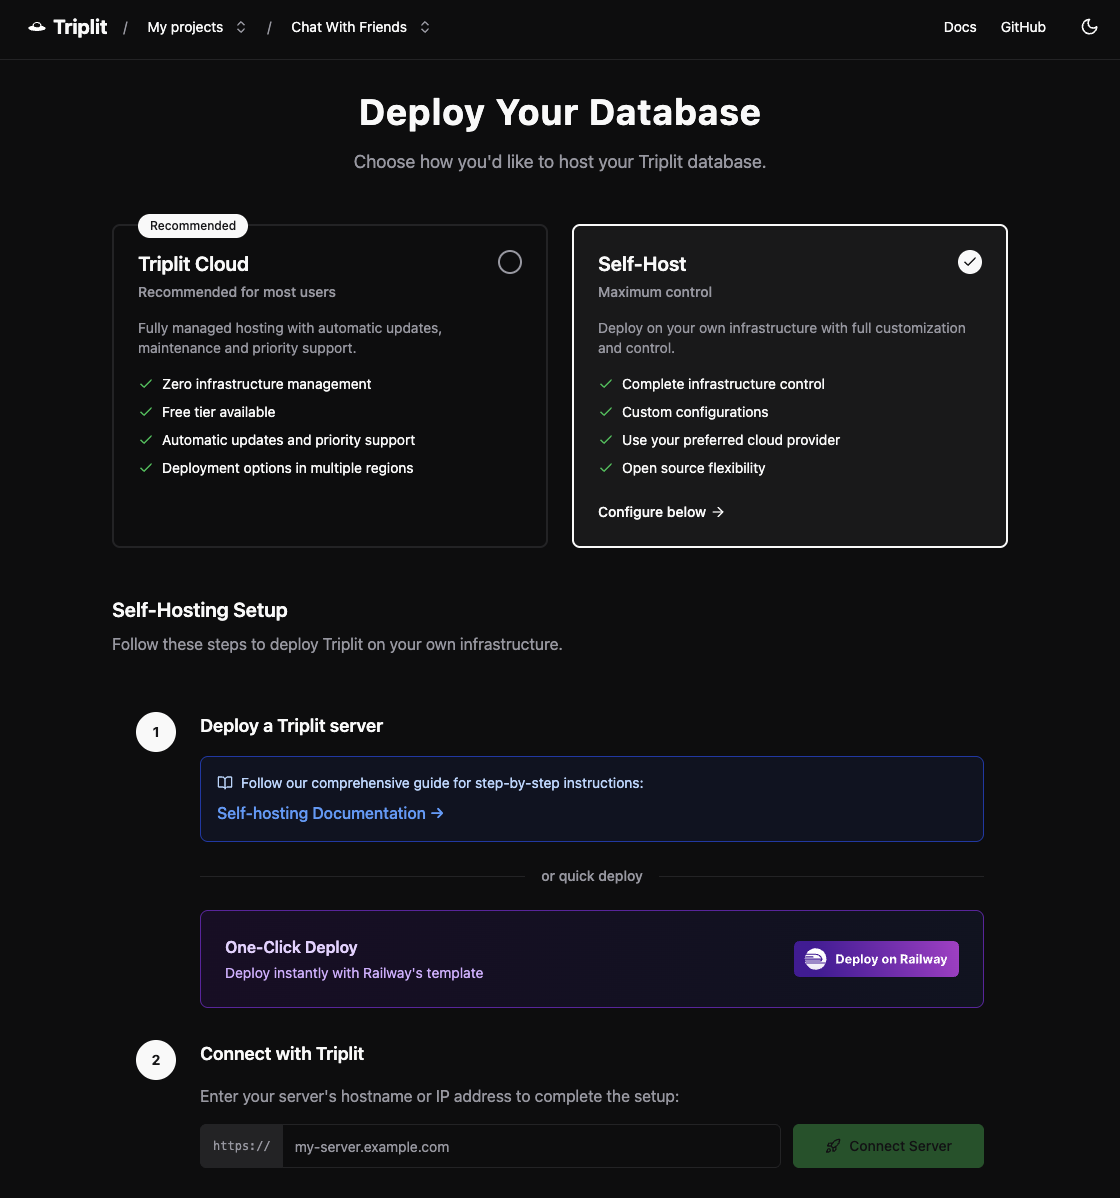 Triplit / My projects / Chat With Friends Docs GitHub
Deploy Your Database
Choose how you'd like to host your Triplit database.
Recommended
Triplit Cloud
Recommended for most users
Fully managed hosting with automatic updates,
maintenance and priority support.
Zero infrastructure management
Free tier available
Automatic updates and priority support
Deployment options in multiple regions
Self-Host
Maximum control
Deploy on your own infrastructure with full customization
and control.
Complete infrastructure control
Custom configurations
Use your preferred cloud provider
Open source flexibility
Configure below →
Self-Hosting Setup
Follow these steps to deploy Triplit on your own infrastructure.
1
Deploy a Triplit server
Follow our comprehensive guide for step-by-step instructions:
Self-hosting Documentation →
or quick deploy
One-Click Deploy
Deploy instantly with Railway's template
Deploy on Railway
2
Connect with Triplit
Enter your server's hostname or IP address to complete the setup:
https:// my-server.example.com
Connect Server